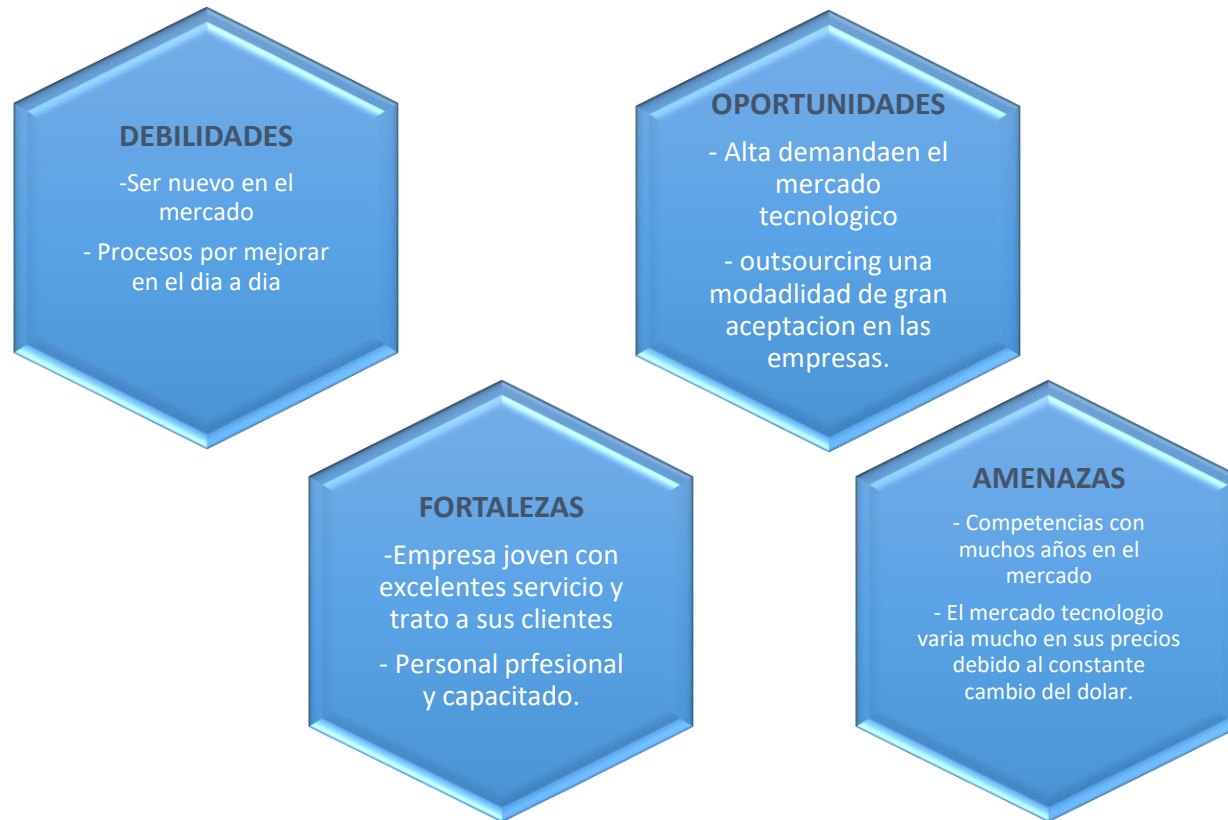 DEBILIDADES
-Ser nuevo en el
mercado
- Procesos por mejorar
en el dia a dia
OPORTUNIDADES
- Alta demandaen el
mercado
tecnologico
- outsourcing una
modadlidad de gran
aceptacion en las
empresas.
FORTALEZAS
-Empresa joven con
excelentes servicio y
trato a sus clientes
- Personal prfesional
y capacitado.
AMENAZAS
- Competencias con
muchos años en el
mercado
- El mercado tecnologio
varia mucho en sus precios
debido al constante
cambio del dolar.